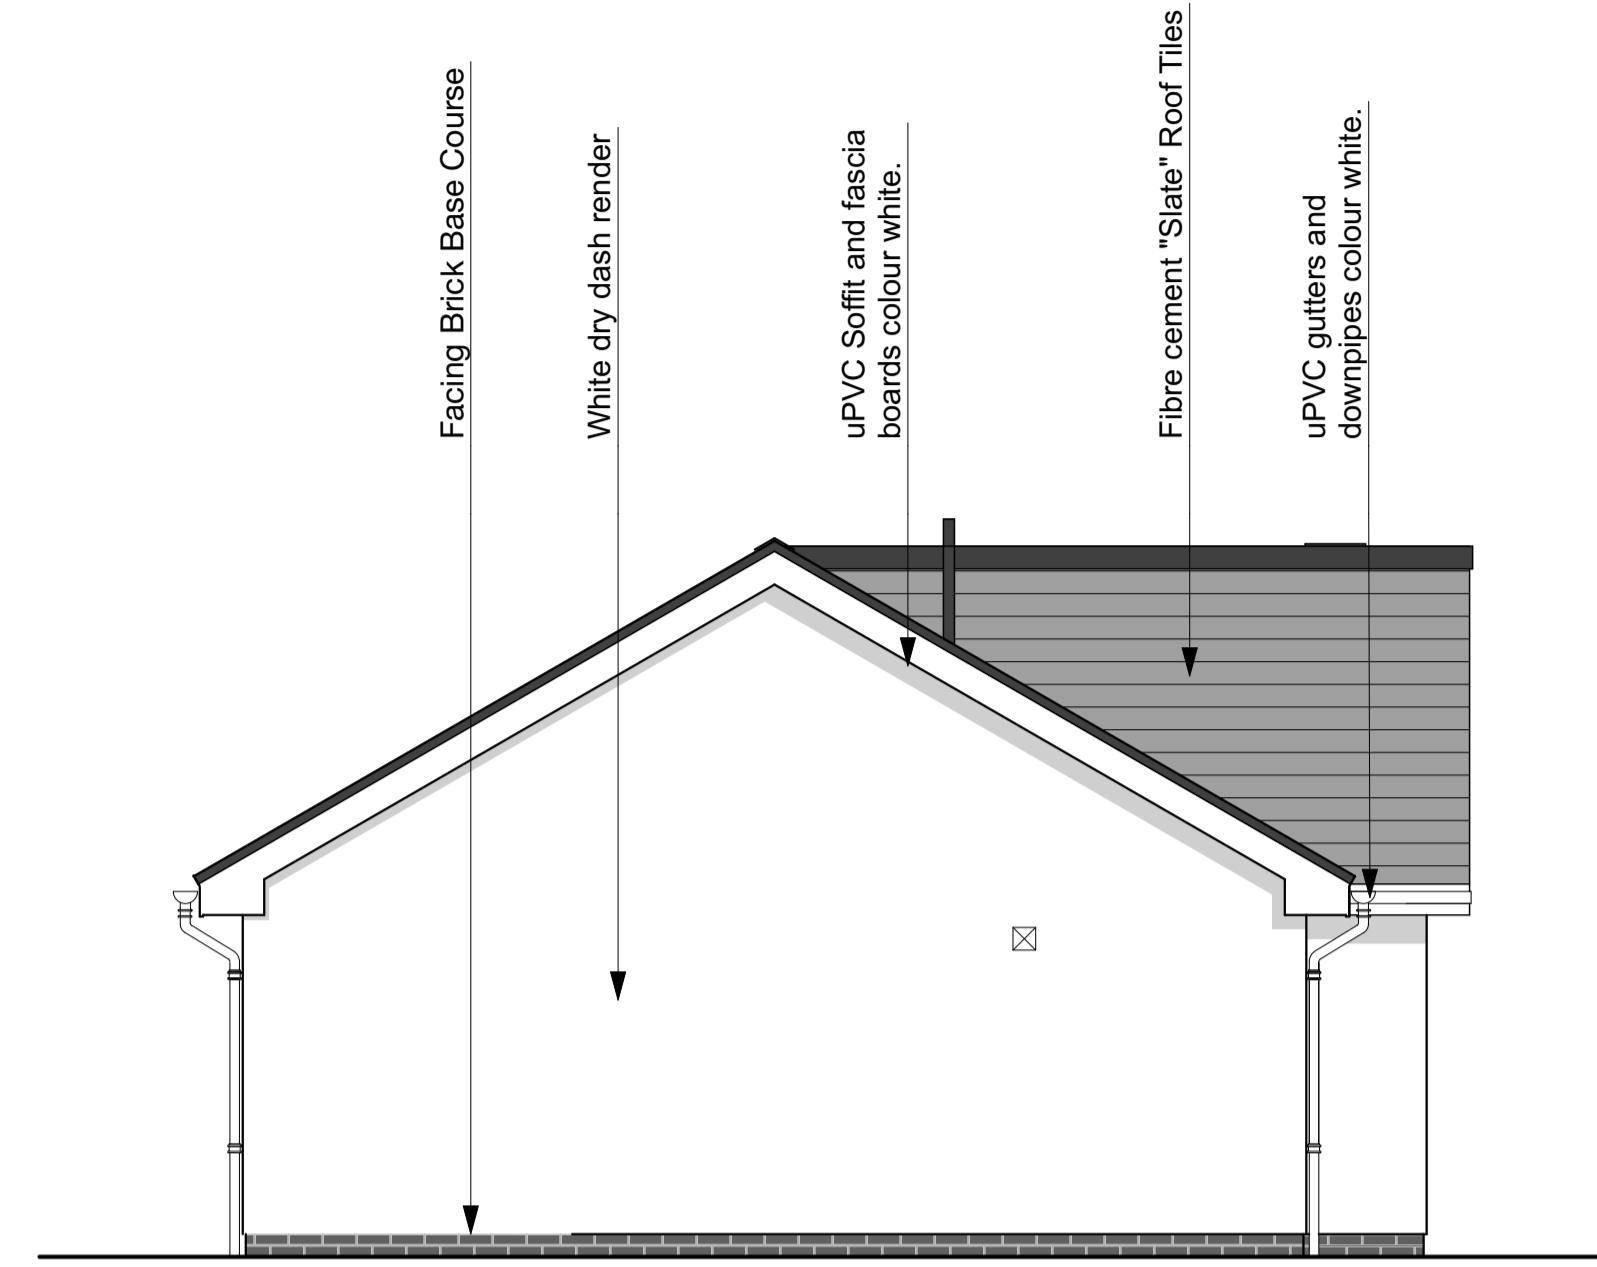 Facing Brick Base Course
White dry dash render
uPVC Soffit and fascia
boards colour white.
Fibre cement "Slate" Roof Tiles
uPVC gutters and
downpipes colour white.